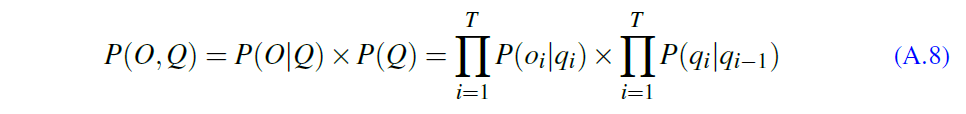 P(O,Q) = P(O|Q) × P(Q) = ∏_{i=1}^{T} P(o_i|q_i) × ∏_{i=1}^{T} P(q_i|q_{i−1}) (A.8)